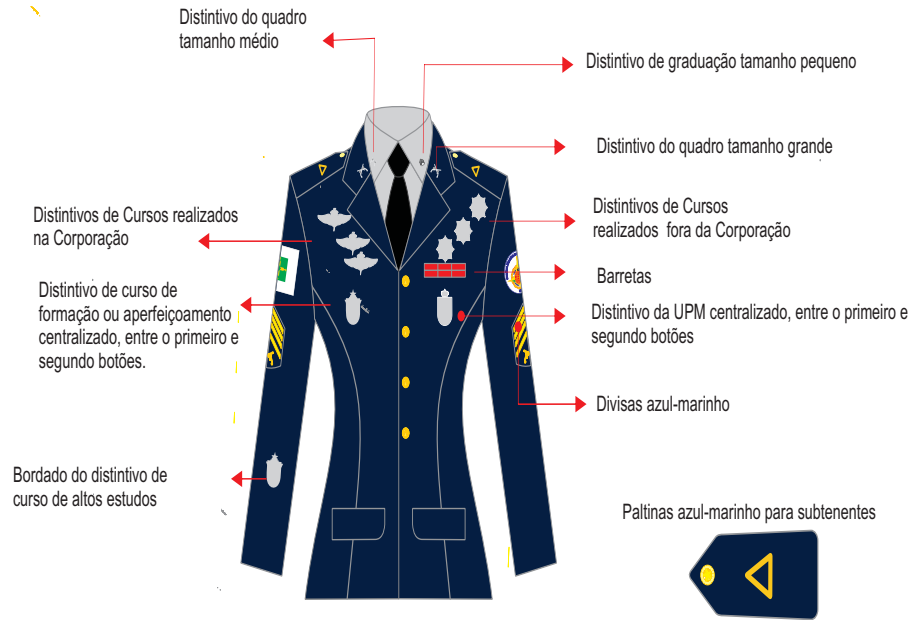 Distintivo do quadro
tamanho médio
Distintivo de graduação tamanho pequeno
Distintivo do quadro tamanho grande
Distintivos de Cursos realizados
na Corporação
Distintivos de Cursos
realizados fora da Corporação
Barretas
Distintivo de curso de
formação ou aperfeiçoamento
centralizado, entre o primeiro e
segundo botões.
Distintivo da UPM centralizado, entre o primeiro e
segundo botões
Divisas azul-marinho
Bordado do distintivo de
curso de altos estudos
Paltinas azul-marinho para subtenentes